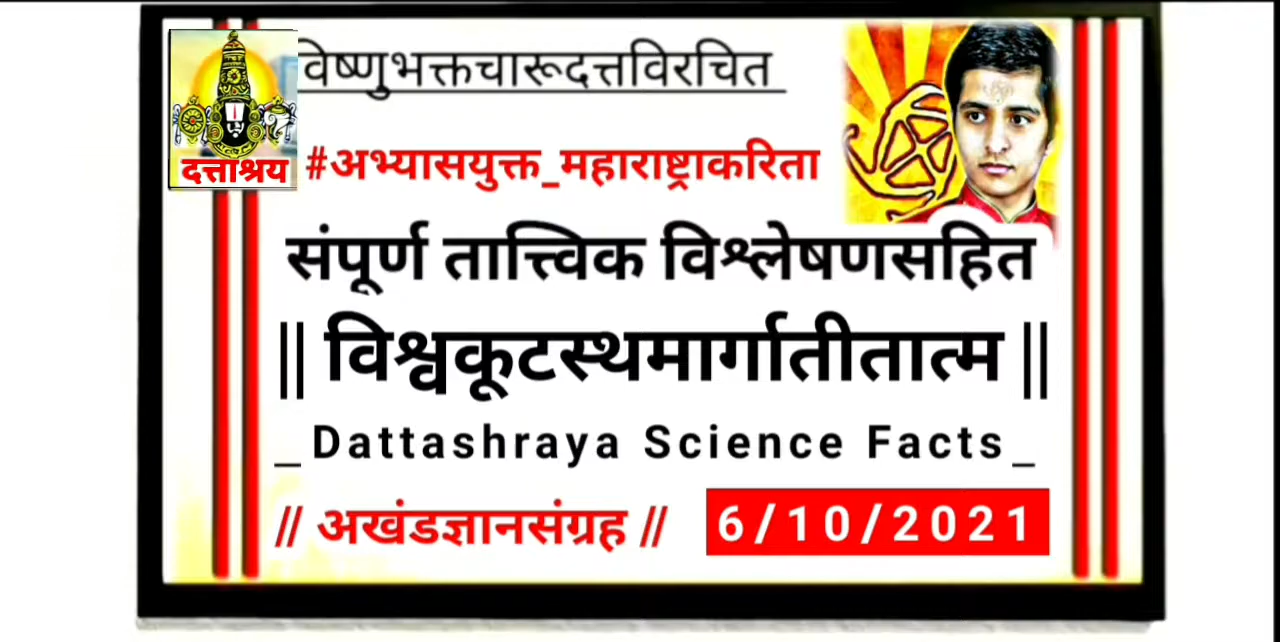 विष्णुभक्तचारूदत्तविरचित
दत्ताश्रय
#अभ्यासयुक्त_महाराष्ट्राकरिता
संपूर्ण तात्त्विक विश्लेषणसहित
|| विश्वकूटस्थमार्गातीतात्म ||
_Dattashraya Science Facts_
// अखंडज्ञानसंग्रह //
6/10/2021